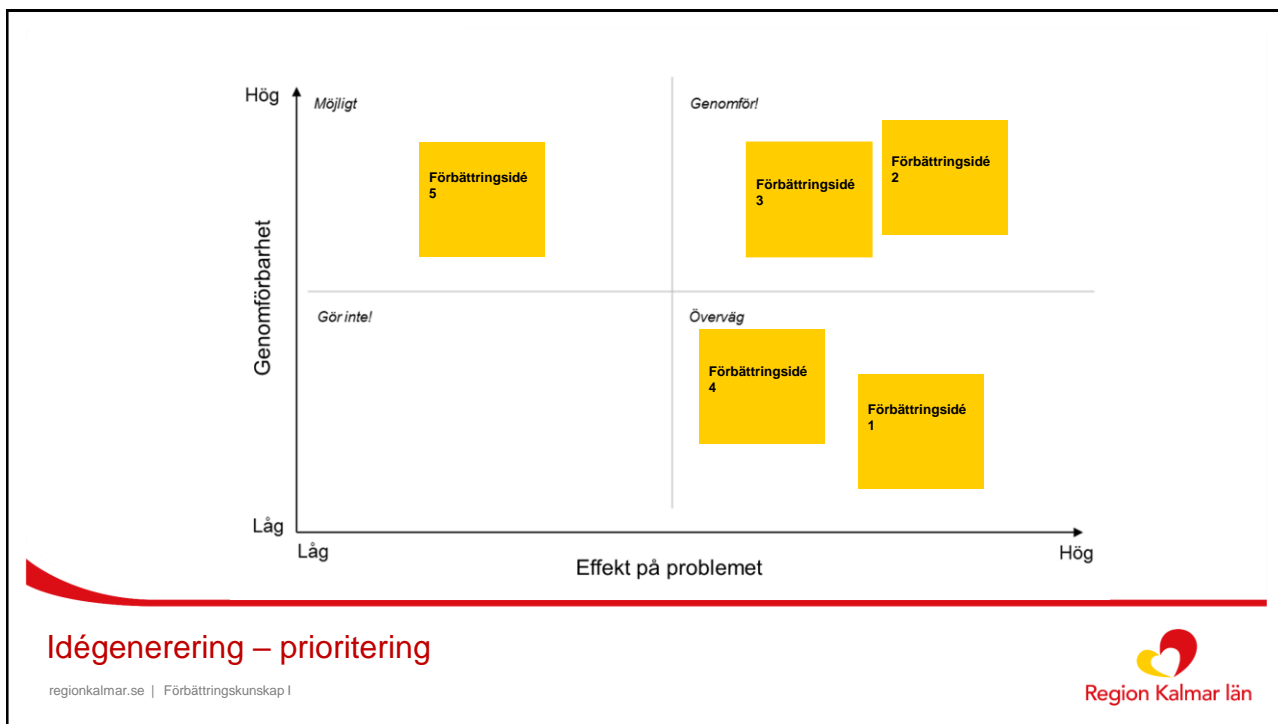 Hög
Möjligt
Genomför!
Förbättringsidé
5
Förbättringsidé
3
Förbättringsidé
2
Genomförbarhet
Gör inte!
Överväg
Förbättringsidé
4
Förbättringsidé
1
Låg
Låg
Effekt på problemet
Hög
Idégenerering – prioritering
regionkalmar.se | Förbättringskunskap I
Region Kalmar län